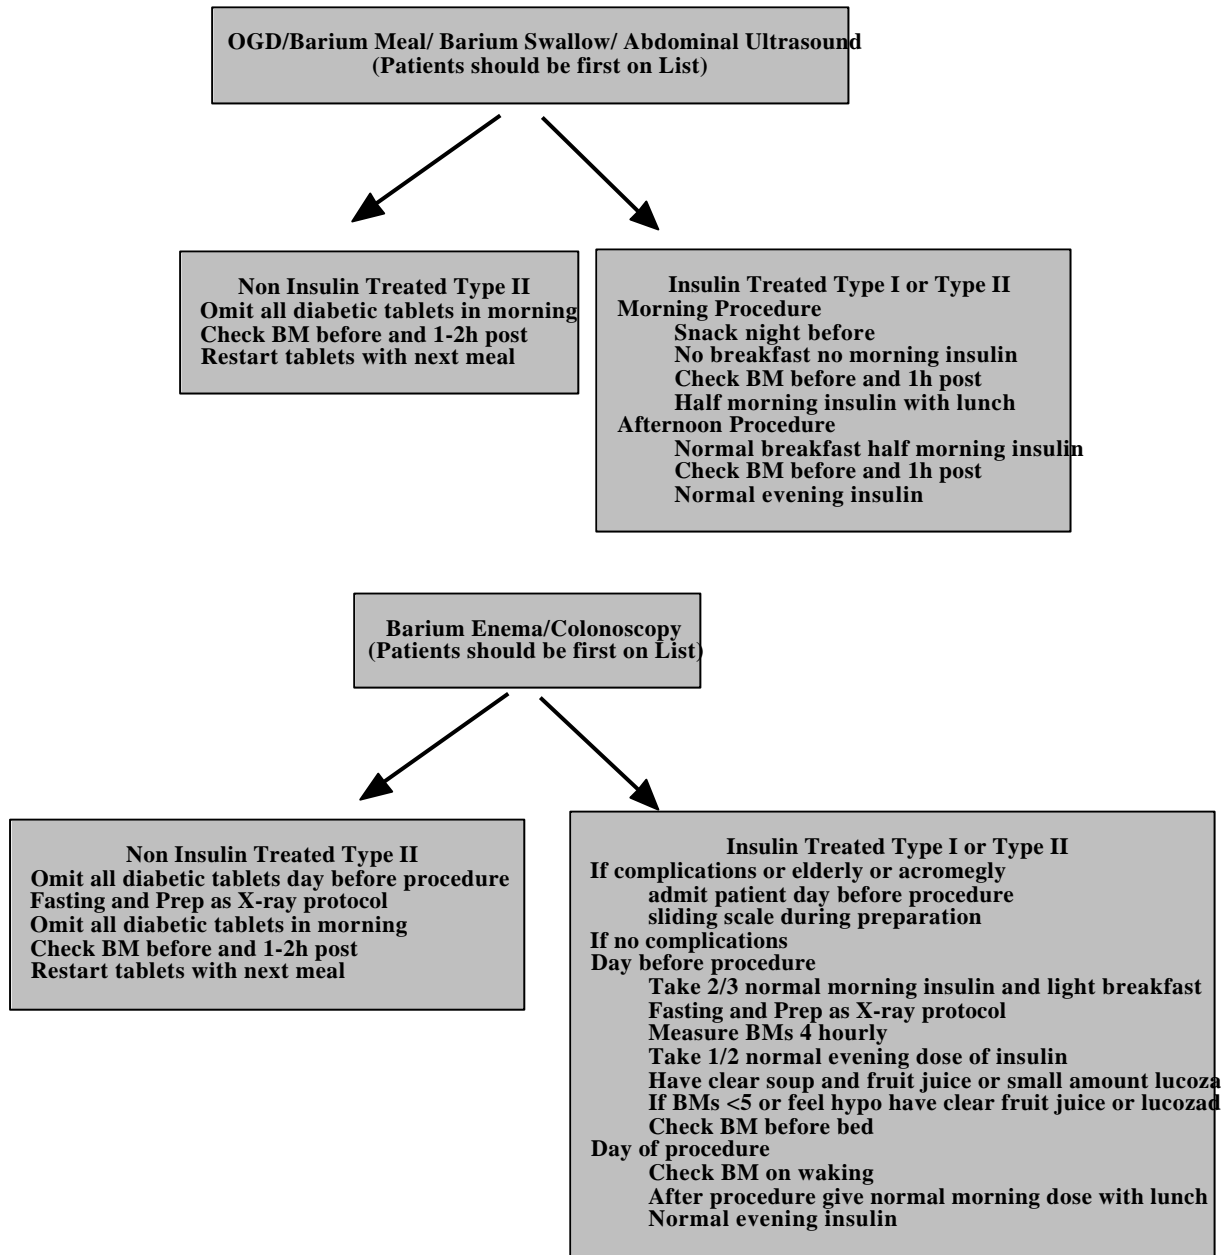 OGD/Barium Meal/ Barium Swallow/ Abdominal Ultrasound
(Patients should be first on List)
Non Insulin Treated Type II
Omit all diabetic tablets in morning
Check BM before and 1-2h post
Restart tablets with next meal
Insulin Treated Type I or Type II
Morning Procedure
Snack night before
No breakfast no morning insulin
Check BM before and 1h post
Half morning insulin with lunch
Afternoon Procedure
Normal breakfast half morning insulin
Check BM before and 1h post
Normal evening insulin
Barium Enema/Colonoscopy
(Patients should be first on List)
Non Insulin Treated Type II
Omit all diabetic tablets day before procedure
Fasting and Prep as X-ray protocol
Omit all diabetic tablets in morning
Check BM before and 1-2h post
Restart tablets with next meal
Insulin Treated Type I or Type II
If complications or elderly or acromegly
admit patient day before procedure
sliding scale during preparation
If no complications
Day before procedure
Take 2/3 normal morning insulin and light breakfast
Fasting and Prep as X-ray protocol
Measure BMs 4 hourly
Take 1/2 normal evening dose of insulin
Have clear soup and fruit juice or small amount lucoza
If BMs <5 or feel hypo have clear fruit juice or lucozad
Check BM before bed
Day of procedure
Check BM on waking
After procedure give normal morning dose with lunch
Normal evening insulin